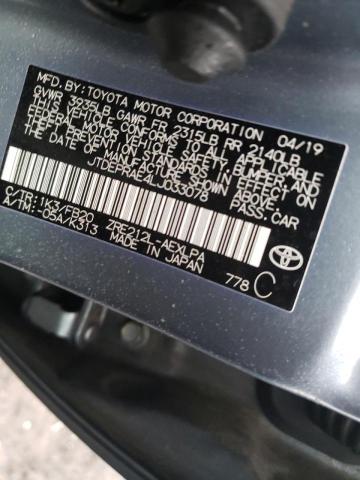 MFD. BY: TOYOTA MOTOR CORPORATION 04/19
GVWR 3935LB GAWR FR 2315LB RR 2140LB
THIS VEHICLE CONFORMS TO ALL APPLICABLE
FEDERAL MOTOR VEHICLE SAFETY, BUMPER AND
THEFT PREVENTION STANDARDS IN EFFECT ON
THE DATE OF MANUFACTURE SHOWN ABOVE.
JTDEPRAE4LJ033078 PASS.CAR
C/TR: 1K3/FB20 ZRE212L-AEXLPA
A/TM: -05A/K313 MADE IN JAPAN
778 C